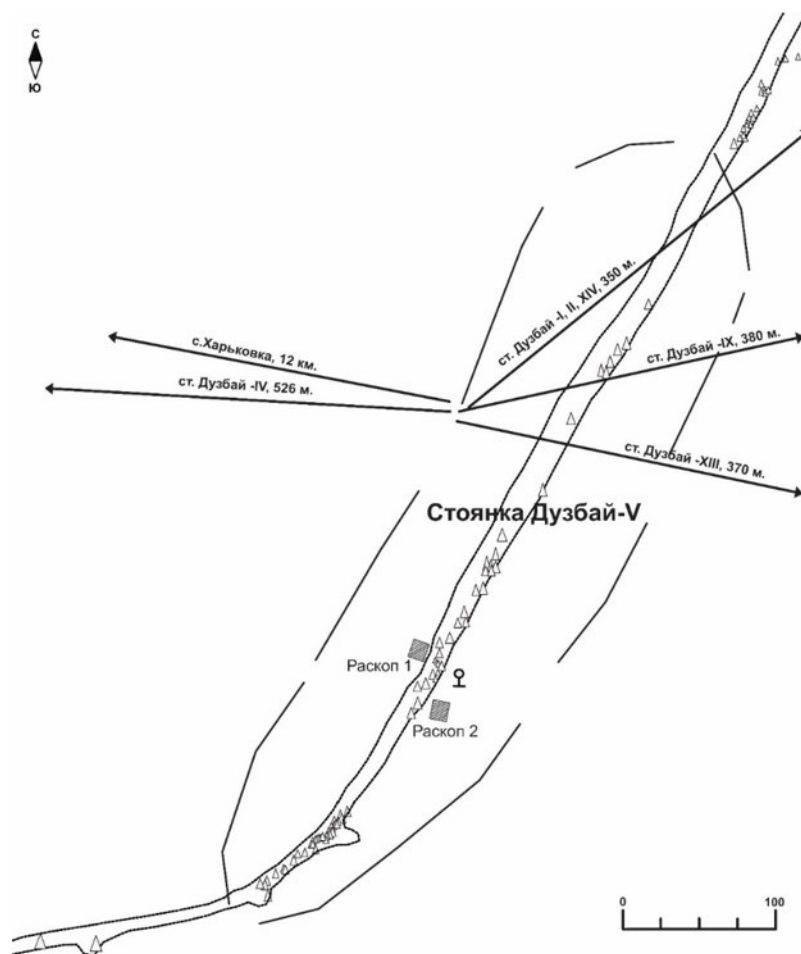 С
Ю
ст. Дузбай -I, II, XIV, 350 м.
с.Харьковка, 12 км.
ст. Дузбай -IX, 380 м.
ст. Дузбай -IV, 526 м.
ст. Дузбай -XIII, 370 м.
Стоянка Дузбай-V
Раскоп 1
Раскоп 2
0 100